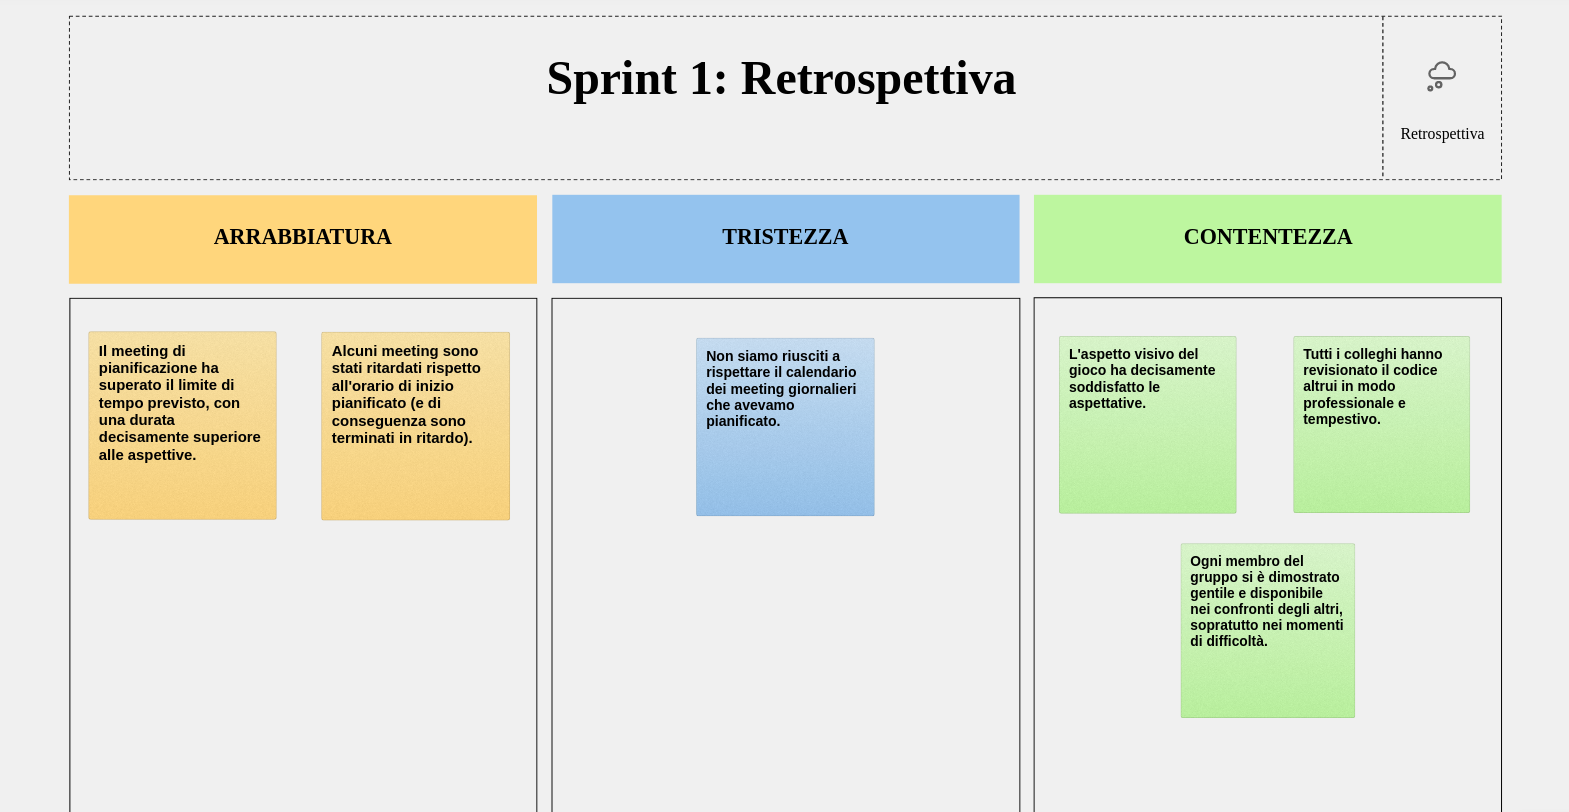 Sprint 1: Retrospettiva
Retrospettiva
ARRABBIATURA
TRISTEZZA
CONTENTEZZA
Il meeting di
pianificazione ha
superato il limite di
tempo previsto, con
una durata
decisamente superiore
alle aspettive.
Alcuni meeting sono
stati ritardati rispetto
all'orario di inizio
pianificato (e di
conseguenza sono
terminati in ritardo).
Non siamo riusciti a
rispettare il calendario
dei meeting giornalieri
che avevamo
pianificato.
L'aspetto visivo del
gioco ha decisamente
soddisfatto le
aspettative.
Tutti i colleghi hanno
revisionato il codice
altrui in modo
professionale e
tempestivo.
Ogni membro del
gruppo si è dimostrato
gentile e disponibile
nei confronti degli altri,
sopratutto nei momenti
di difficoltà.